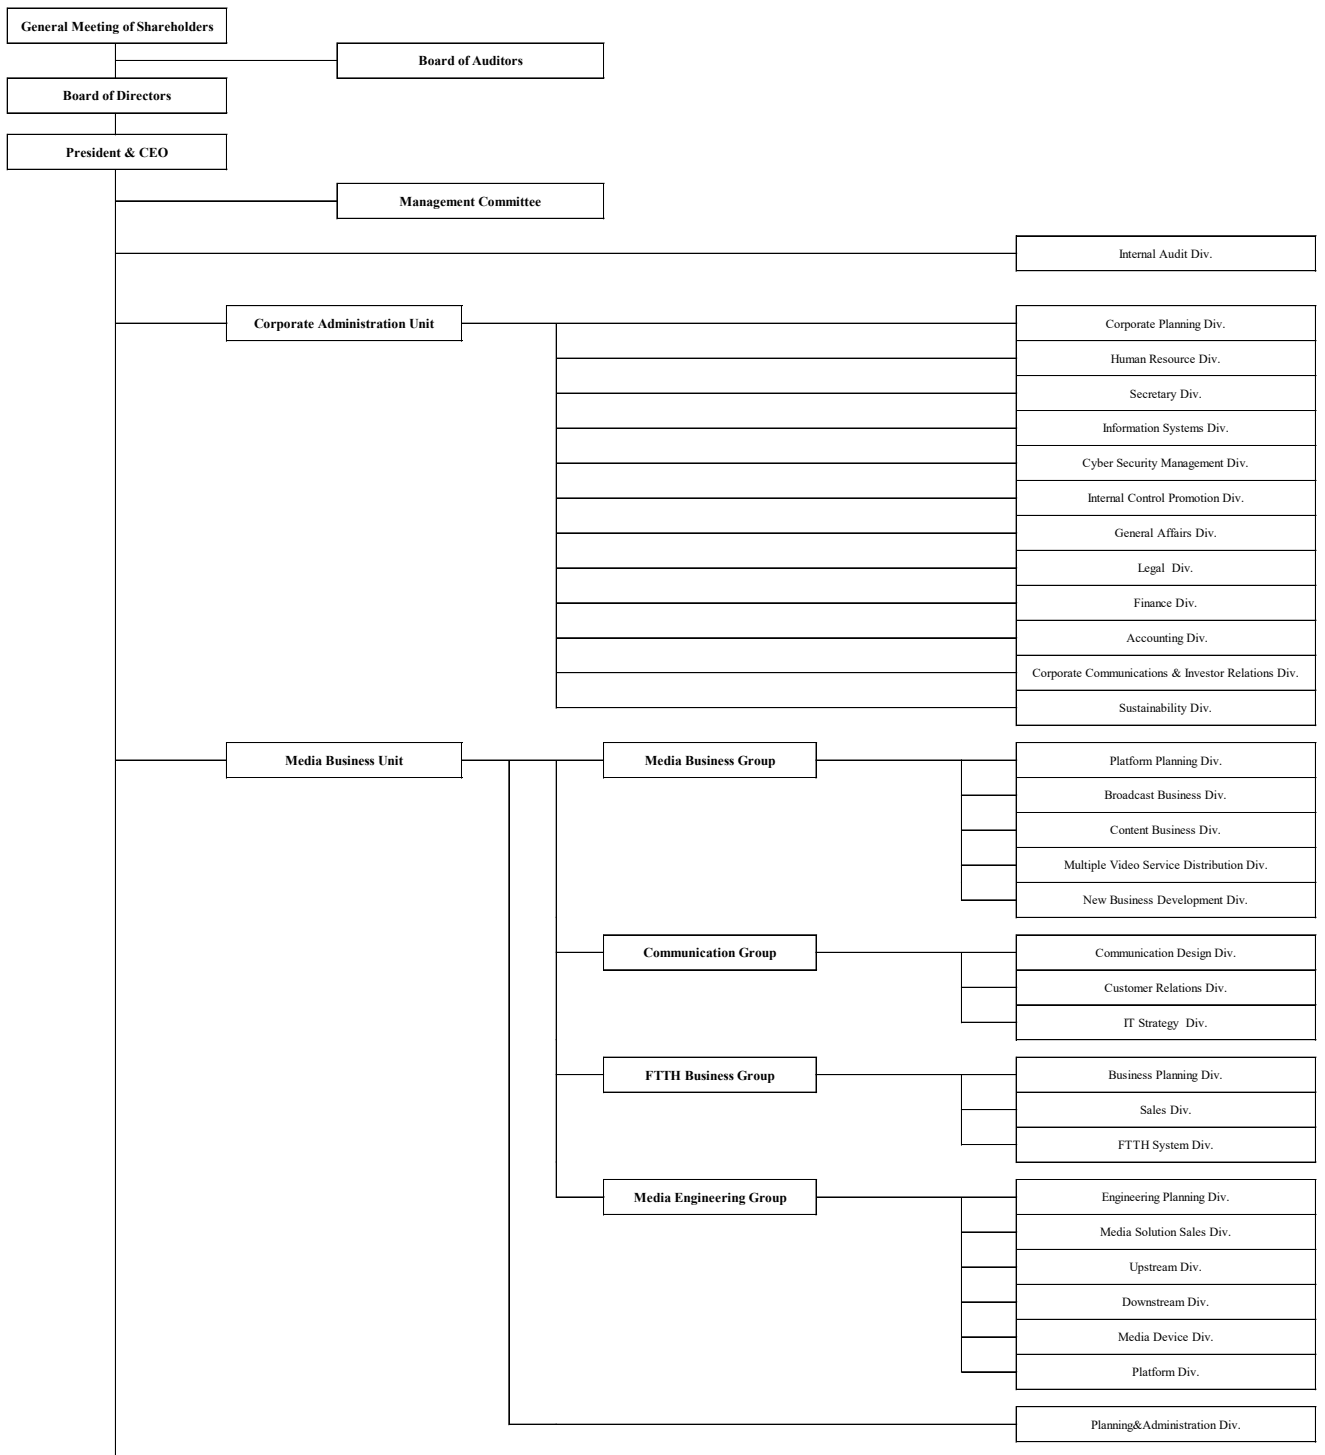 General Meeting of Shareholders
Board of Auditors
Board of Directors
President & CEO
Management Committee
Internal Audit Div.
Corporate Administration Unit
Corporate Planning Div.
Human Resource Div.
Secretary Div.
Information Systems Div.
Cyber Security Management Div.
Internal Control Promotion Div.
General Affairs Div.
Legal  Div.
Finance Div.
Accounting Div.
Corporate Communications & Investor Relations Div.
Sustainability Div.
Media Business Unit
Media Business Group
Platform Planning Div.
Broadcast Business Div.
Content Business Div.
Multiple Video Service Distribution Div.
New Business Development Div.
Communication Group
Communication Design Div.
Customer Relations Div.
IT Strategy  Div.
FTTH Business Group
Business Planning Div.
Sales Div.
FTTH System Div.
Media Engineering Group
Engineering Planning Div.
Media Solution Sales Div.
Upstream Div.
Downstream Div.
Media Device Div.
Platform Div.
Planning&Administration Div.